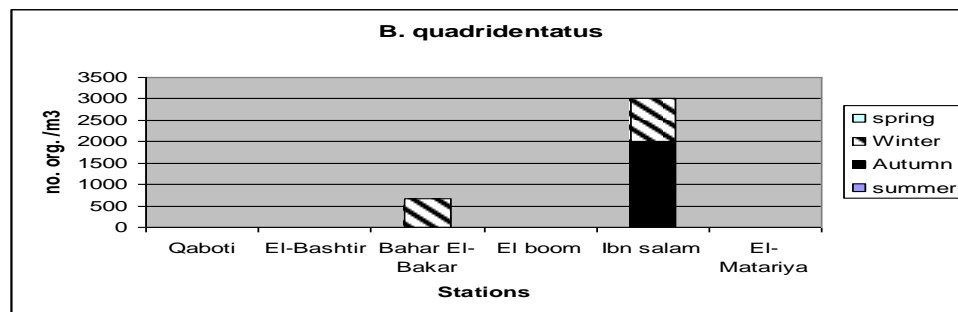 B. quadridentatus
no. org. /m3
3500
3000
2500
2000
1500
1000
500
0
Qaboti
El-Bashtir
Bahar El-
Bakar
El boom
Ibn salam
El-
Matariya
Stations
spring
Winter
Autumn
summer